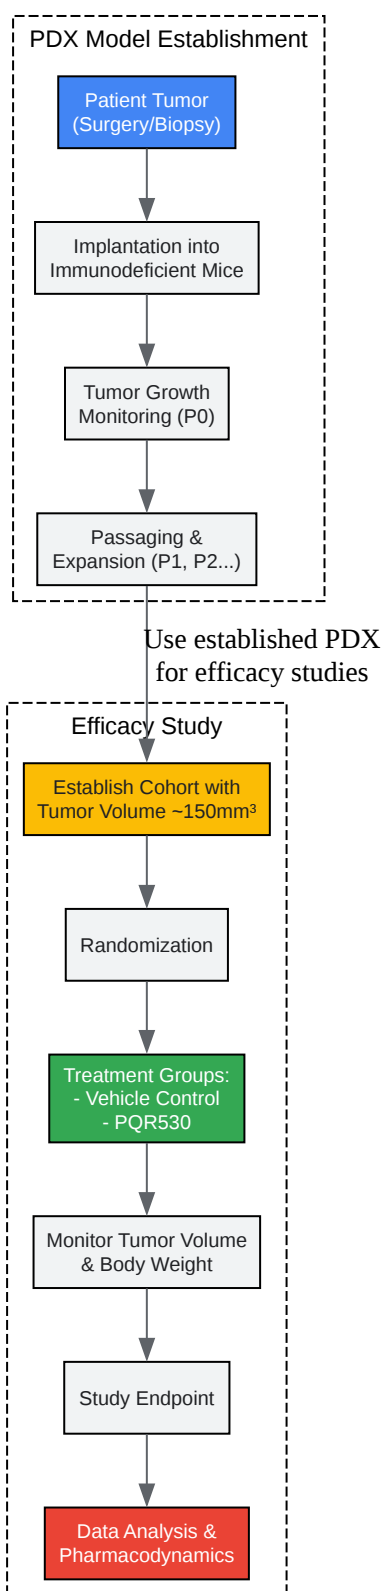 PDX Model Establishment
Patient Tumor
(Surgery/Biopsy)
Implantation into
Immunodeficient Mice
Tumor Growth
Monitoring (P0)
Passaging &
Expansion (P1, P2...)
Use established PDX
for efficacy studies
Efficacy Study
Establish Cohort with
Tumor Volume ~150mm³
Randomization
Treatment Groups:
- Vehicle Control
- PQR530
Monitor Tumor Volume
& Body Weight
Study Endpoint
Data Analysis &
Pharmacodynamics